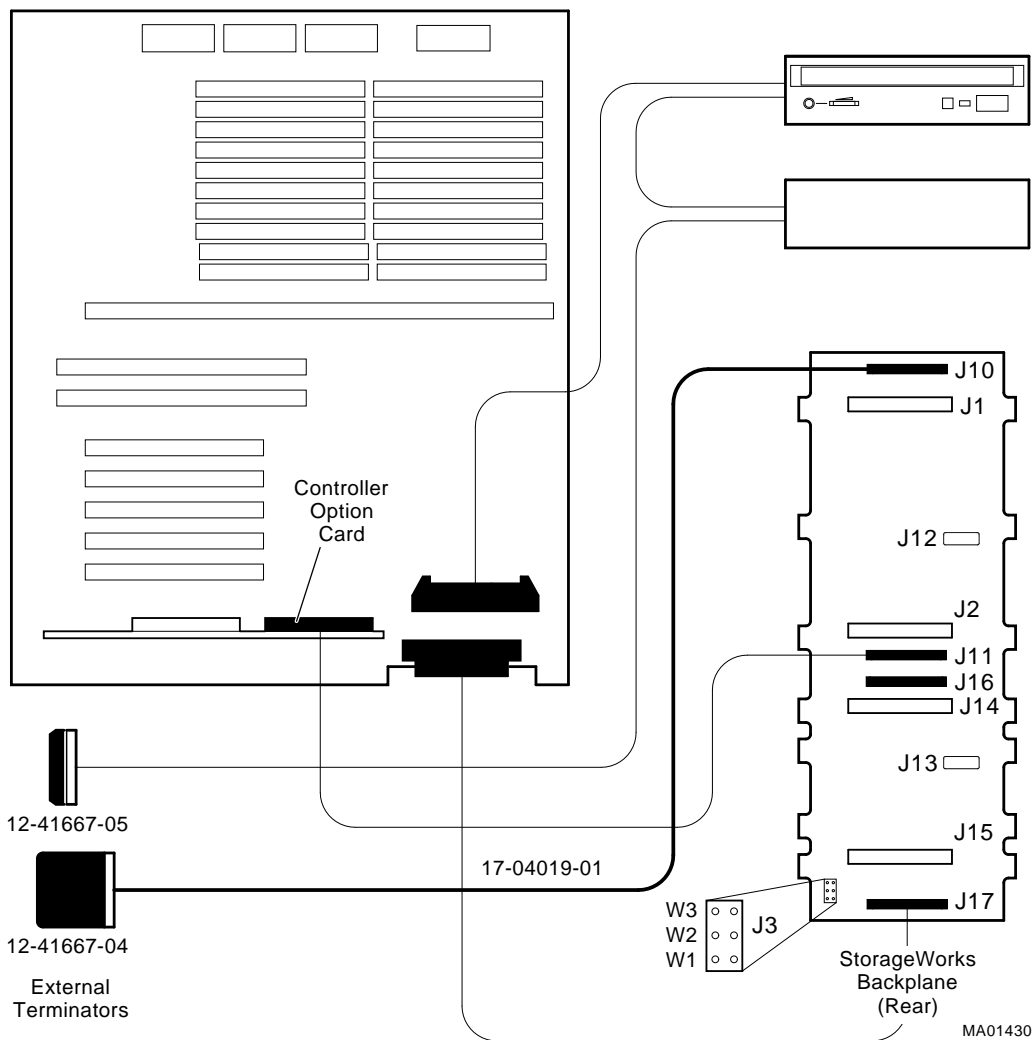 J10
J1
Controller
Option
Card
J12
J2
J11
J16
J14
J13
12-41667-05
J15
17-04019-01
J17
W3
W2
W1
J3
12-41667-04
StorageWorks
Backplane
(Rear)
External
Terminators
MA01430